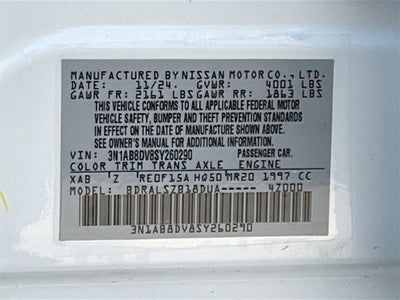 MANUFACTURED BY NISSAN MOTOR CO., LTD.
DATE: 11/24. GVWR: 4001 LBS
GAWR FR: 2161 LBS GAWR RR: 1863 LBS
THIS VEHICLE CONFORMS TO ALL APPLICABLE FEDERAL MOTOR
VEHICLE SAFETY, BUMPER AND THEFT PREVENTION STANDARDS
IN EFFECT ON THE DATE OF MANUFACTURE SHOWN ABOVE.
SEE OWNER'S MANUAL FOR ADDITIONAL INFORMATION.
VIN: 3N1AB8DV8SY260290 PASSENGER CAR.
COLOR TRIM TRANS AXLE ENGINE
XAB 'Z 'REOF15A HQ50 MR20 1997 CC
MODEL: BDRALSZB18DUA----- 47000
3N1AB8DV8SY260290